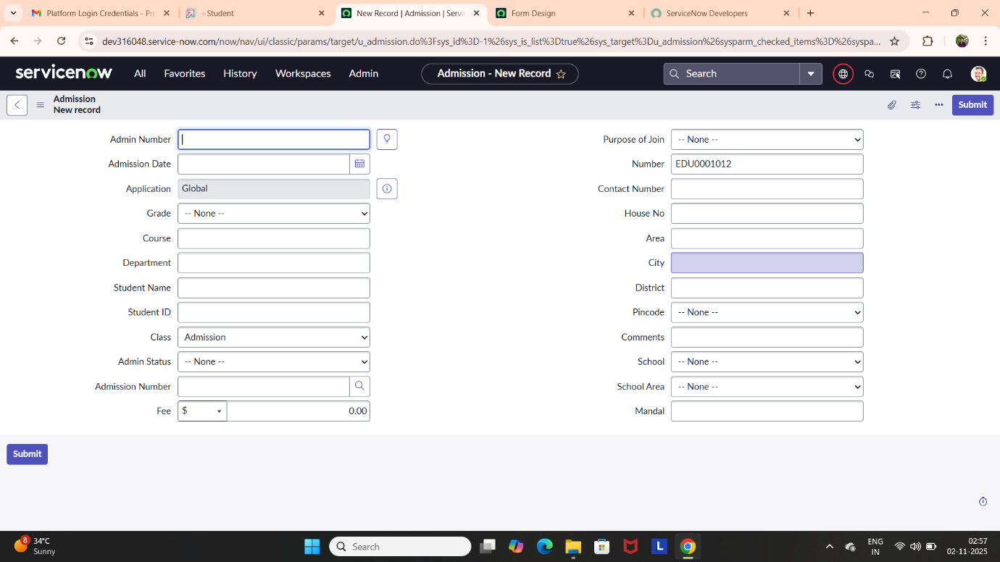 Platform Login Credentials - Pr
- Student
New Record | Admission | Servi
Form Design
ServiceNow Developers
dev316048.service-now.com/now/nav/ui/classic/params/target/u_admission.do%3Fsys_id%3D-1%26sys_is_list%3Dtrue%26sys_target%3Du_admission%26sysparm_checked_items%3D%26syspa...
servicenow
All
Favorites
History
Workspaces
Admin
Admission - New Record
Search
Admission
New record
Submit
Admin Number
Admission Date
Application
Global
Grade
-- None --
Course
Department
Student Name
Student ID
Class
Admission
Admin Status
-- None --
Admission Number
Fee
$
0.00
Purpose of Join
-- None --
Number
EDU0001012
Contact Number
House No
Area
City
District
Pincode
-- None --
Comments
School
-- None --
School Area
-- None --
Mandal
Submit
8
34°C
Sunny
Search
L
ENG
IN
02:57
02-11-2025